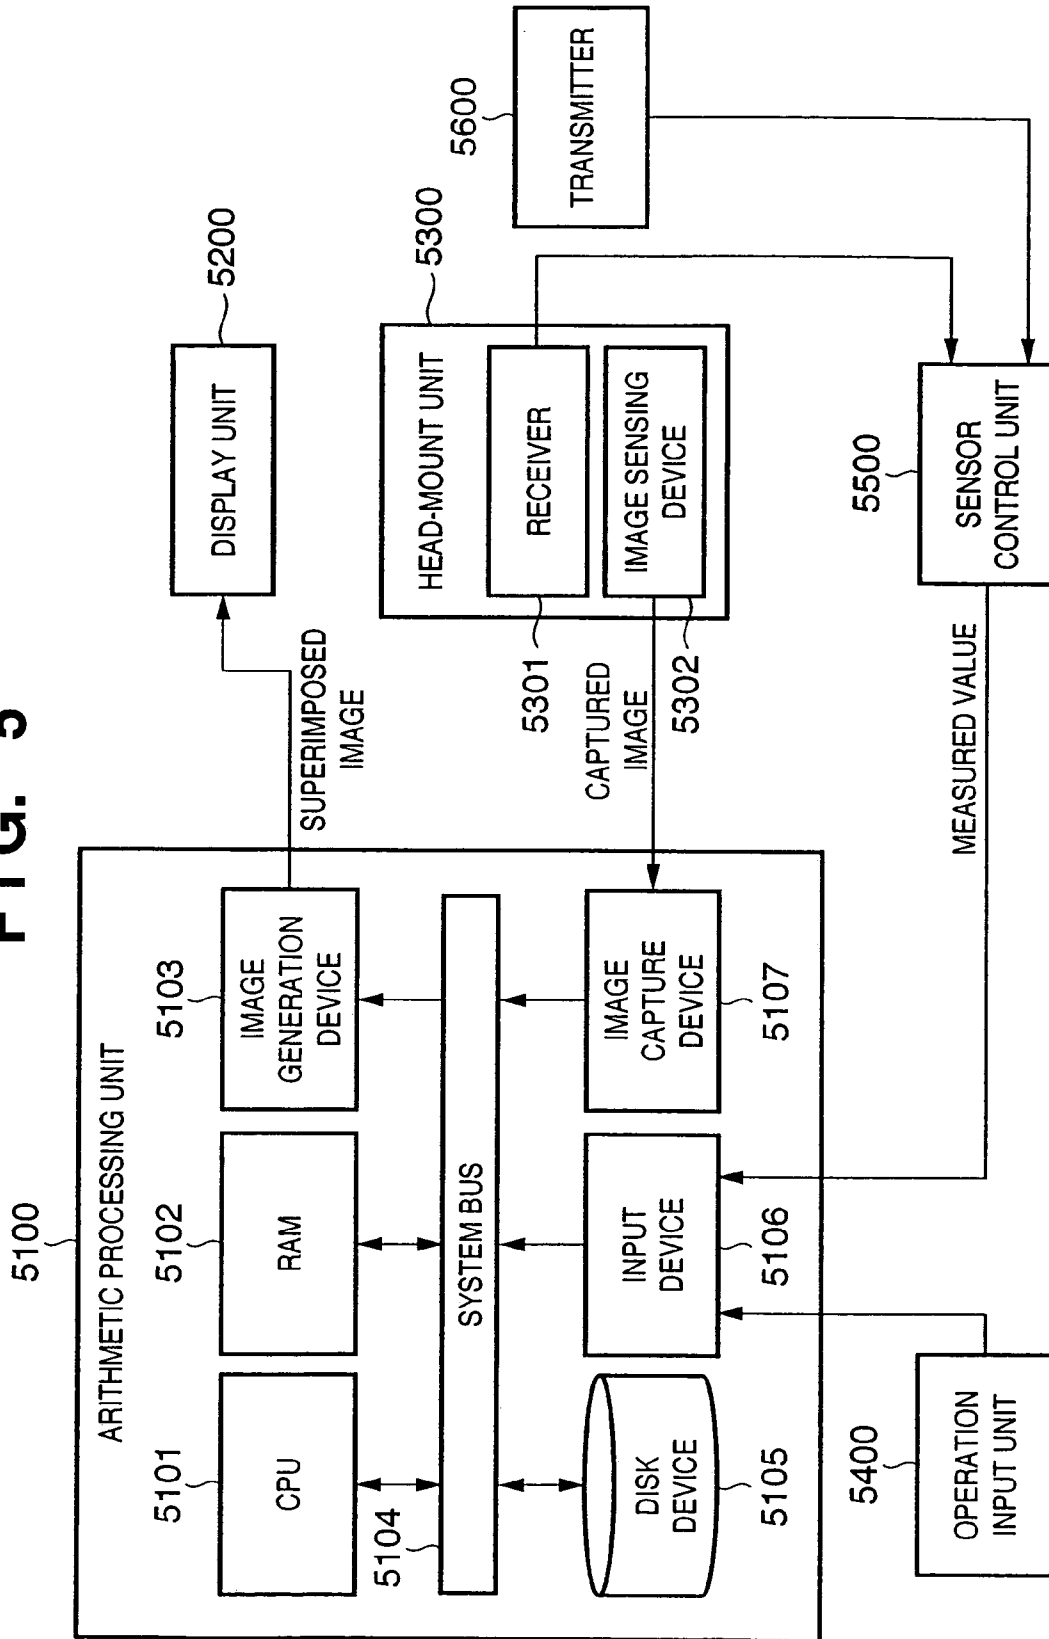 FIG. 5
5100
ARITHMETIC PROCESSING UNIT
5101
CPU
5102
RAM
5103
IMAGE
GENERATION
DEVICE
5104
SYSTEM BUS
DISK
DEVICE
5105
INPUT
DEVICE
5106
IMAGE
CAPTURE
DEVICE
5107
SUPERIMPOSED
IMAGE
5200
DISPLAY UNIT
5300
HEAD-MOUNT UNIT
RECEIVER
5301
IMAGE SENSING
DEVICE
5302
CAPTURED
IMAGE
5600
TRANSMITTER
5400
OPERATION
INPUT UNIT
MEASURED VALUE
5500
SENSOR
CONTROL UNIT